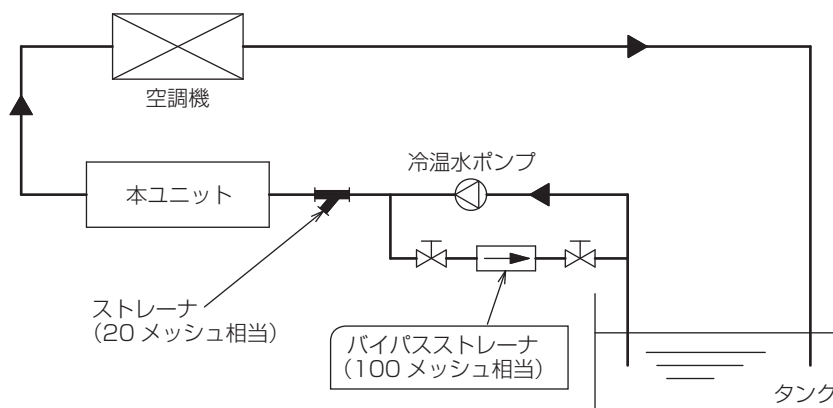 空調機
冷温水ポンプ
本ユニット
ストレーナ
（20 メッシュ相当）
バイパスストレーナ
（100 メッシュ相当）
タンク